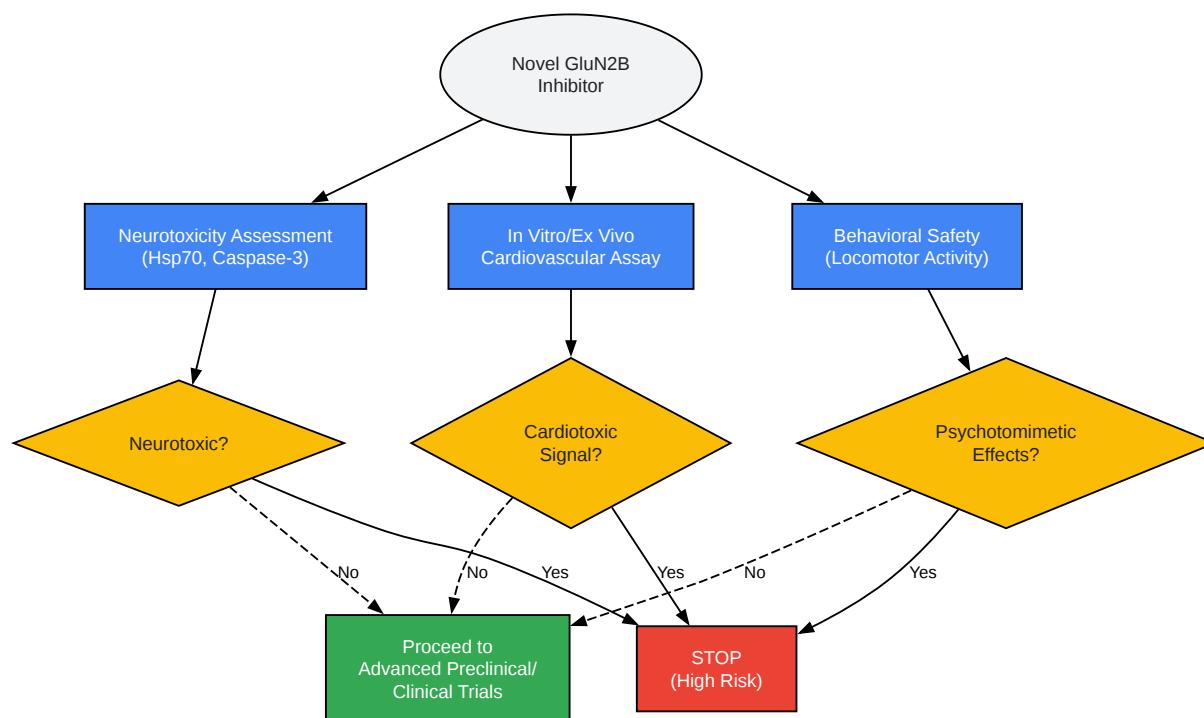 Novel GluN2B
Inhibitor
Neurotoxicity Assessment
(Hsp70, Caspase-3)
In Vitro/Ex Vivo
Cardiovascular Assay
Behavioral Safety
(Locomotor Activity)
Neurotoxic?
Cardiotoxic
Signal?
Psychotomimetic
Effects?
No
Yes
No
Yes
No
Yes
Proceed to
Advanced Preclinical/
Clinical Trials
STOP
(High Risk)